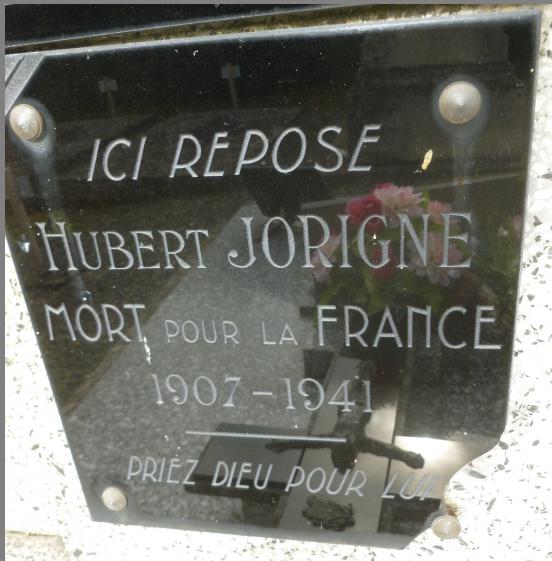 ICI REPOSE
HUBERT JORIGNE
MORT POUR LA FRANCE
1907-1941
PRIEZ DIEU POUR LUI